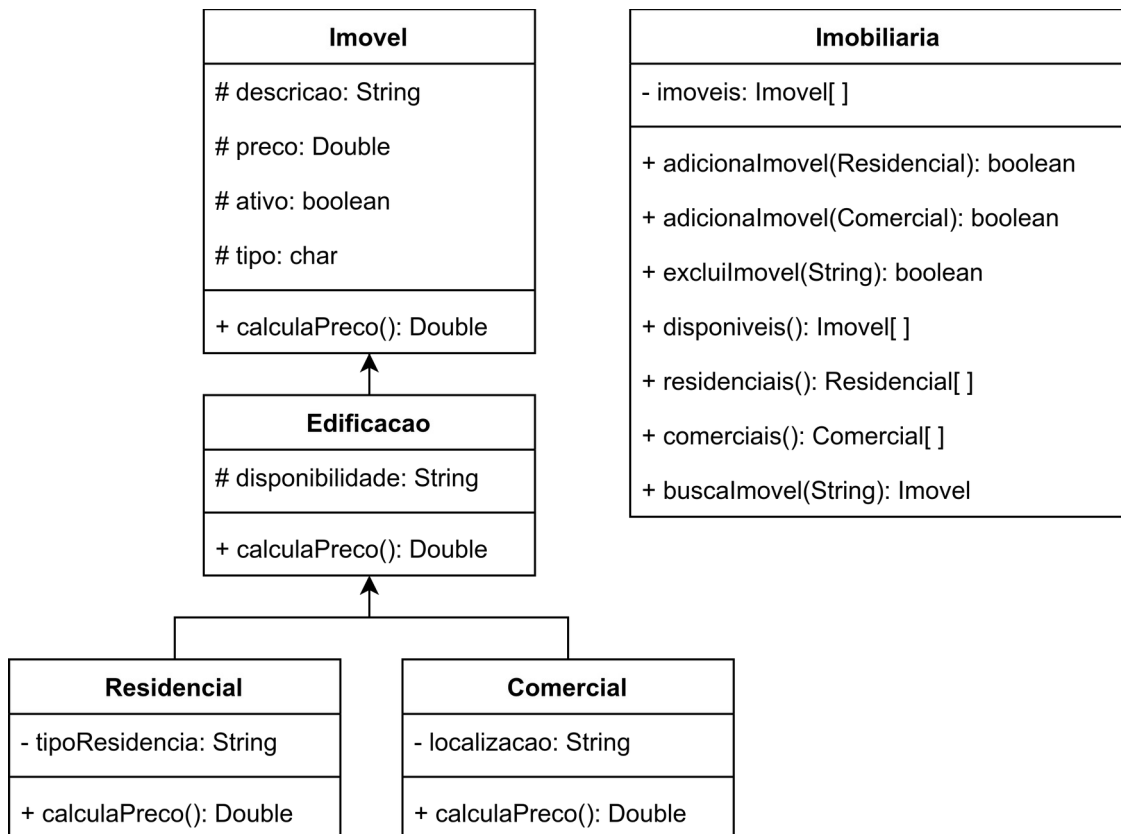 Imovel
# descricao: String
# preco: Double
# ativo: boolean
# tipo: char
+ calculaPreco(): Double
Imobiliaria
- imoveis: Imovel[ ]
+ adicionaImovel(Residencial): boolean
+ adicionaImovel(Comercial): boolean
+ excluiImovel(String): boolean
+ disponiveis(): Imovel[ ]
+ residenciais(): Residencial[ ]
+ comerciais(): Comercial[ ]
+ buscaImovel(String): Imovel
Edificacao
# disponibilidade: String
+ calculaPreco(): Double
Residencial
- tipoResidencia: String
+ calculaPreco(): Double
Comercial
- localizacao: String
+ calculaPreco(): Double